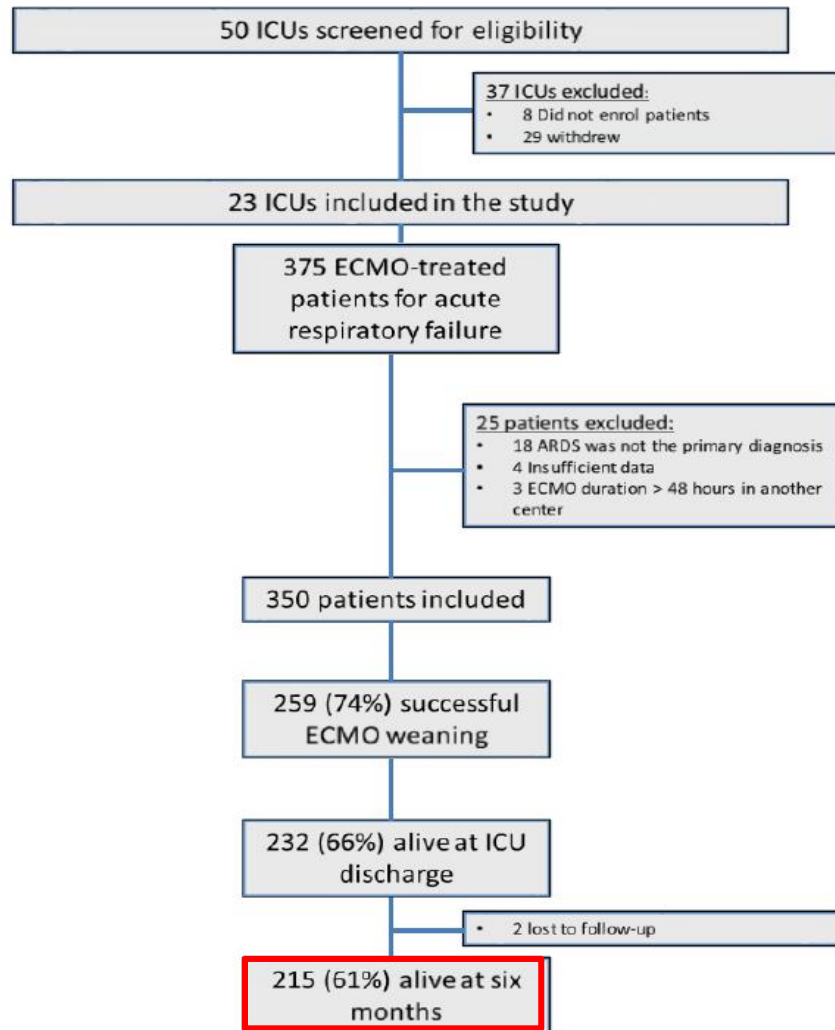 50 ICUs screened for eligibility
37 ICUs excluded:
• 8 Did not enrol patients
• 29 withdrew
23 ICUs included in the study
375 ECMO-treated
patients for acute
respiratory failure
25 patients excluded:
• 18 ARDS was not the primary diagnosis
• 4 Insufficient data
• 3 ECMO duration > 48 hours in another
center
350 patients included
259 (74%) successful
ECMO weaning
232 (66%) alive at ICU
discharge
• 2 lost to follow-up
215 (61%) alive at six
months